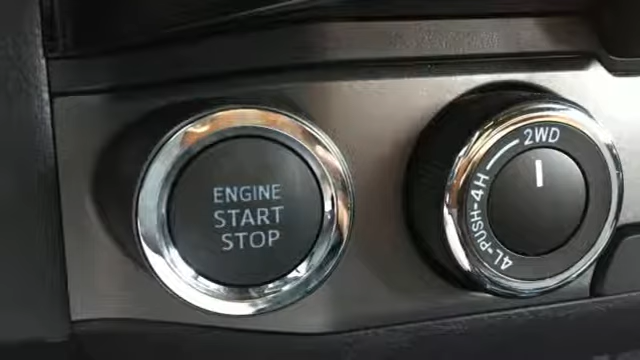 ENGINE
START
STOP
2WD
4L-PUSH-4H